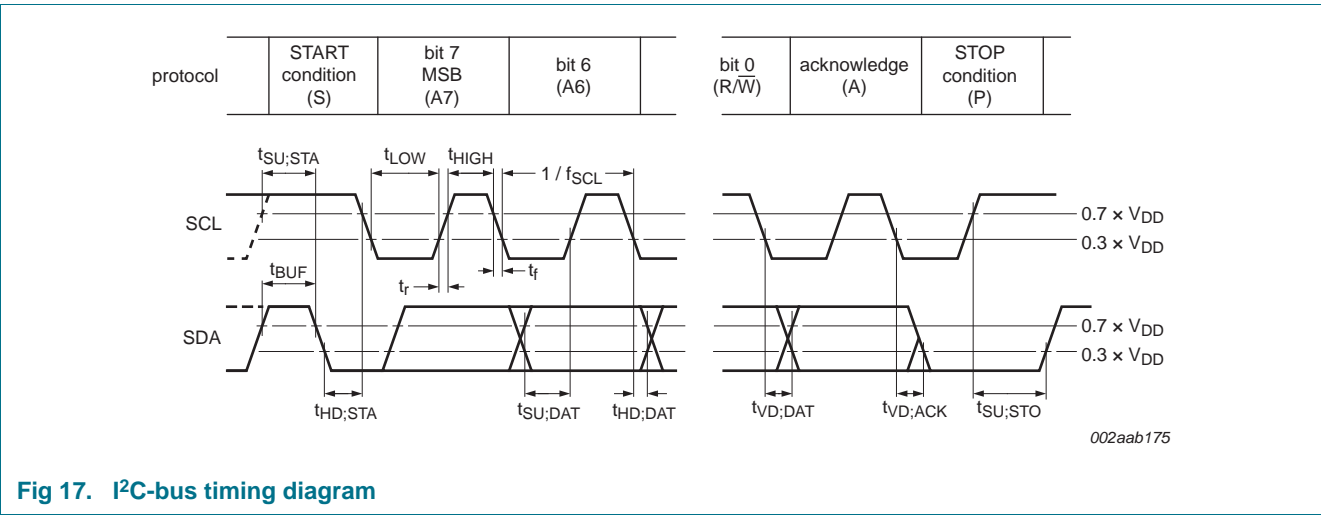 protocol
START
condition
(S)
bit 7
MSB
(A7)
bit 6
(A6)
bit 0
(R/W̅)
acknowledge
(A)
STOP
condition
(P)
tSU;STA
tLOW
tHIGH
1 / fSCL
SCL
0.7 × VDD
0.3 × VDD
tBUF
tr
tf
SDA
0.7 × VDD
0.3 × VDD
tHD;STA
tSU;DAT
tHD;DAT
tVD;DAT
tVD;ACK
tSU;STO
002aab175
Fig 17. I²C-bus timing diagram